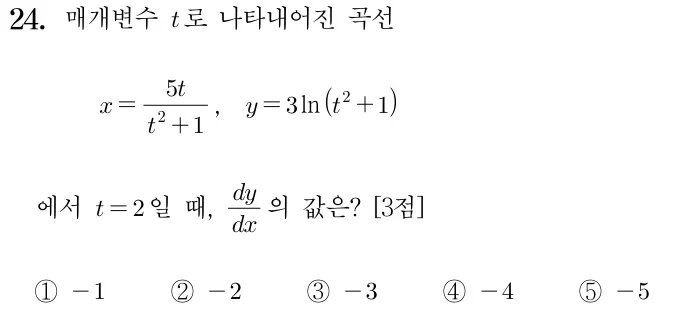 24. 매개변수 t로 나타내어진 곡선
x = 5t/(t²+1), y = 3ln(t²+1)
에서 t=2일 때, dy/dx의 값은? [3점]
① -1 ② -2 ③ -3 ④ -4 ⑤ -5